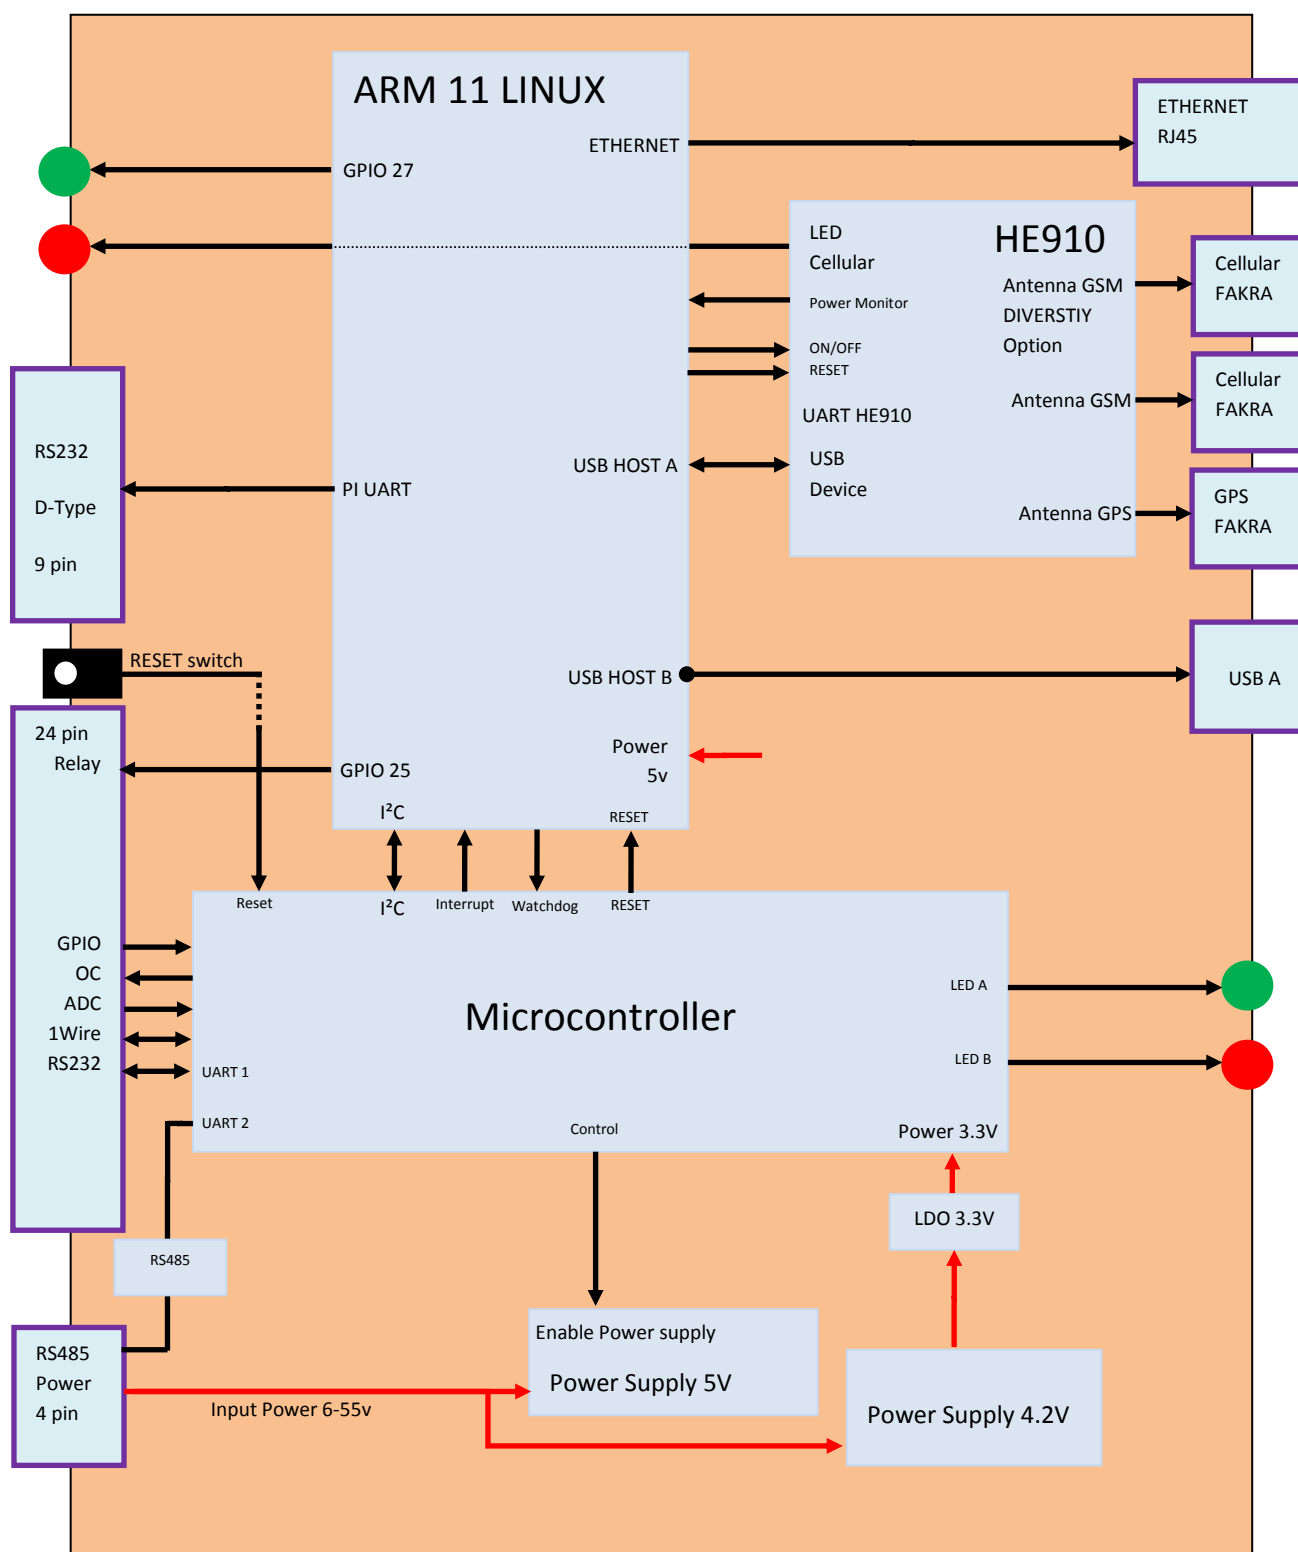 ARM 11 LINUX
ETHERNET
GPIO 27
ETHERNET
RJ45
LED
Cellular
HE910
Power Monitor
ON/OFF
RESET
UART HE910
USB
Device
Antenna GSM
DIVERSTIY
Option
Antenna GSM
Antenna GPS
Cellular
FAKRA
Cellular
FAKRA
GPS
FAKRA
RS232
D-Type
9 pin
PI UART
USB HOST A
RESET switch
USB HOST B
USB A
24 pin
Relay
GPIO 25
Power
5v
I²C
RESET
Reset
I²C
Interrupt
Watchdog
RESET
GPIO
OC
ADC
1Wire
RS232
Microcontroller
LED A
LED B
UART 1
UART 2
Control
Power 3.3V
LDO 3.3V
RS485
RS485
Power
4 pin
Input Power 6-55v
Enable Power supply
Power Supply 5V
Power Supply 4.2V